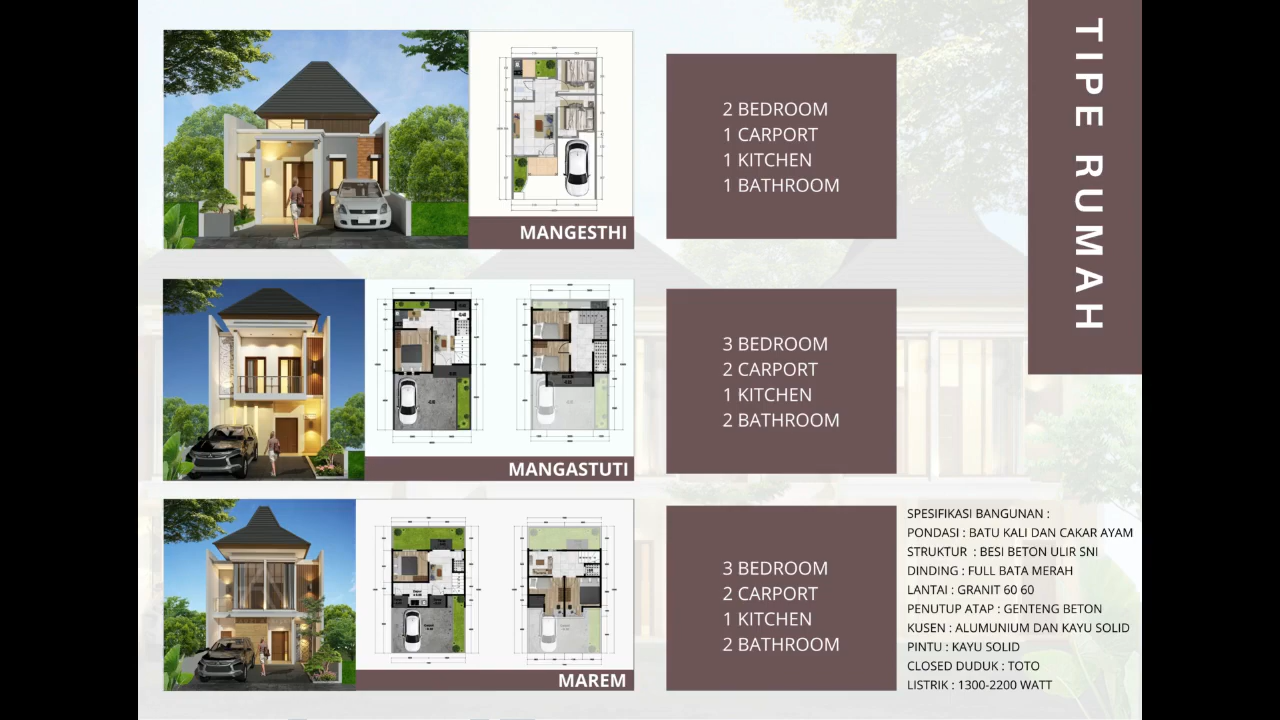 TIPE RUMAH
2 BEDROOM
1 CARPORT
1 KITCHEN
1 BATHROOM
MANGESTHI
3 BEDROOM
2 CARPORT
1 KITCHEN
2 BATHROOM
MANGASTUTI
3 BEDROOM
2 CARPORT
1 KITCHEN
2 BATHROOM
MAREM
SPESIFIKASI BANGUNAN :
PONDASI : BATU KALI DAN CAKAR AYAM
STRUKTUR : BESI BETON ULIR SNI
DINDING : FULL BATA MERAH
LANTAI : GRANIT 60 60
PENUTUP ATAP : GENTENG BETON
KUSEN : ALUMUNIUM DAN KAYU SOLID
PINTU : KAYU SOLID
CLOSED DUDUK : TOTO
LISTRIK : 1300-2200 WATT